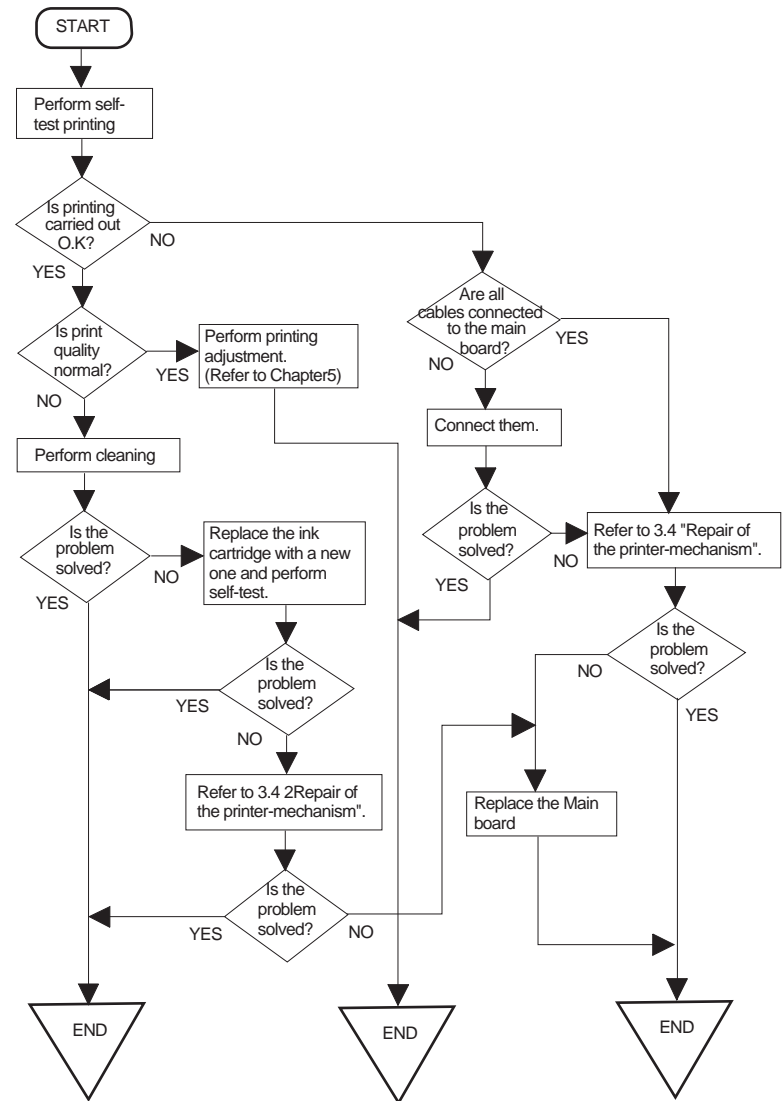 START
Perform self-
test printing
Is printing
carried out
O.K?
NO
YES
Are all
cables connected
to the main
board?
YES
NO
Is print
quality
normal?
YES
NO
Perform printing
adjustment.
(Refer to Chapter5)
Connect them.
Perform cleaning
Is the
problem
solved?
NO
YES
Replace the ink
cartridge with a new
one and perform
self-test.
Is the
problem
solved?
NO
YES
Refer to 3.4 "Repair of
the printer-mechanism".
Is the
problem
solved?
YES
NO
Is the
problem
solved?
NO
YES
Refer to 3.4 2Repair of
the printer-mechanism".
Replace the Main
board
Is the
problem
solved?
YES
NO
END
END
END